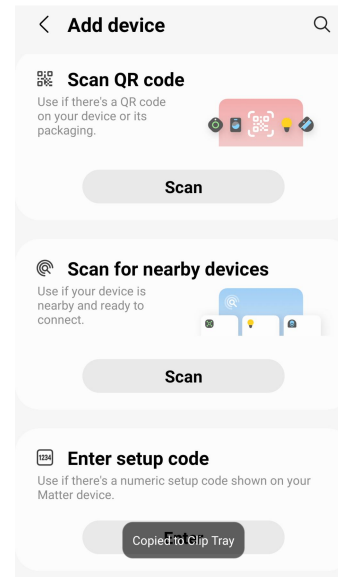 Add device
Scan QR code
Use if there's a QR code
on your device or its
packaging.
Scan
Scan for nearby devices
Use if your device is
nearby and ready to
connect.
Scan
1234
Enter setup code
Use if there's a numeric setup code shown on your
Matter device.
Enter
Copied to Clip Tray